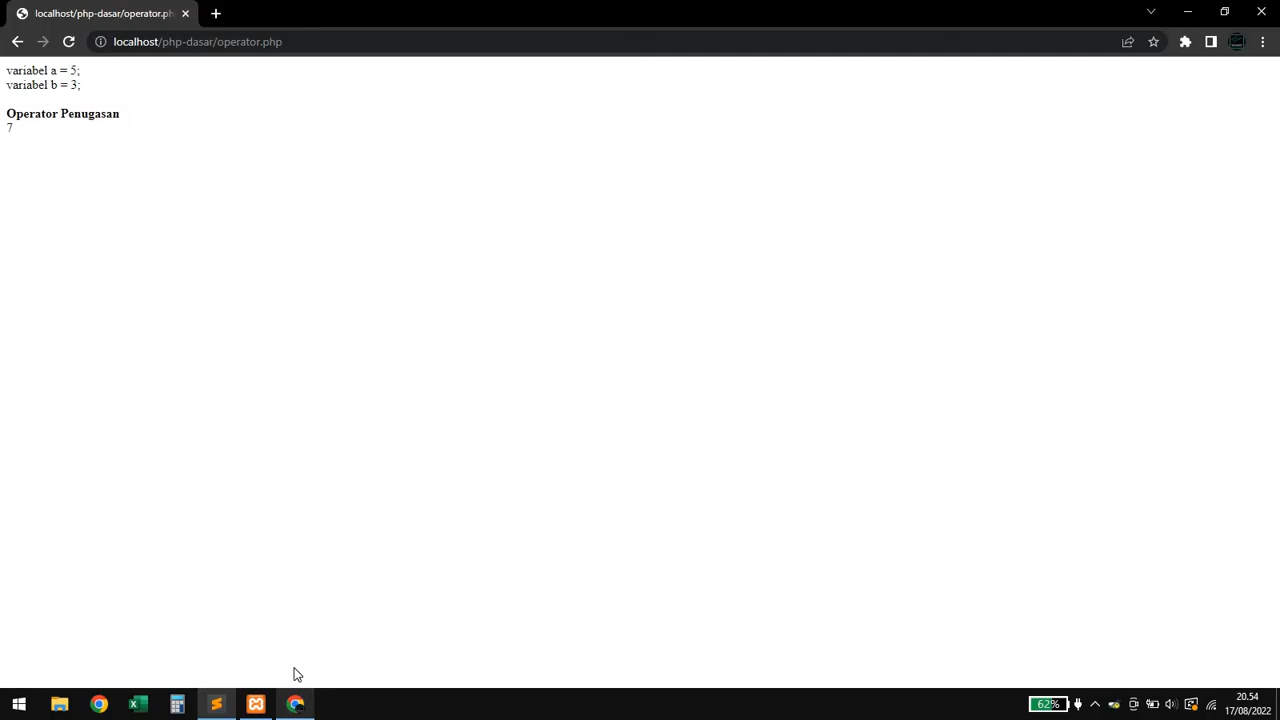 localhost/php-dasar/operator.ph
localhost/php-dasar/operator.php
variabel a = 5;
variabel b = 3;
Operator Penugasan
7
62%
20.54
17/08/2022